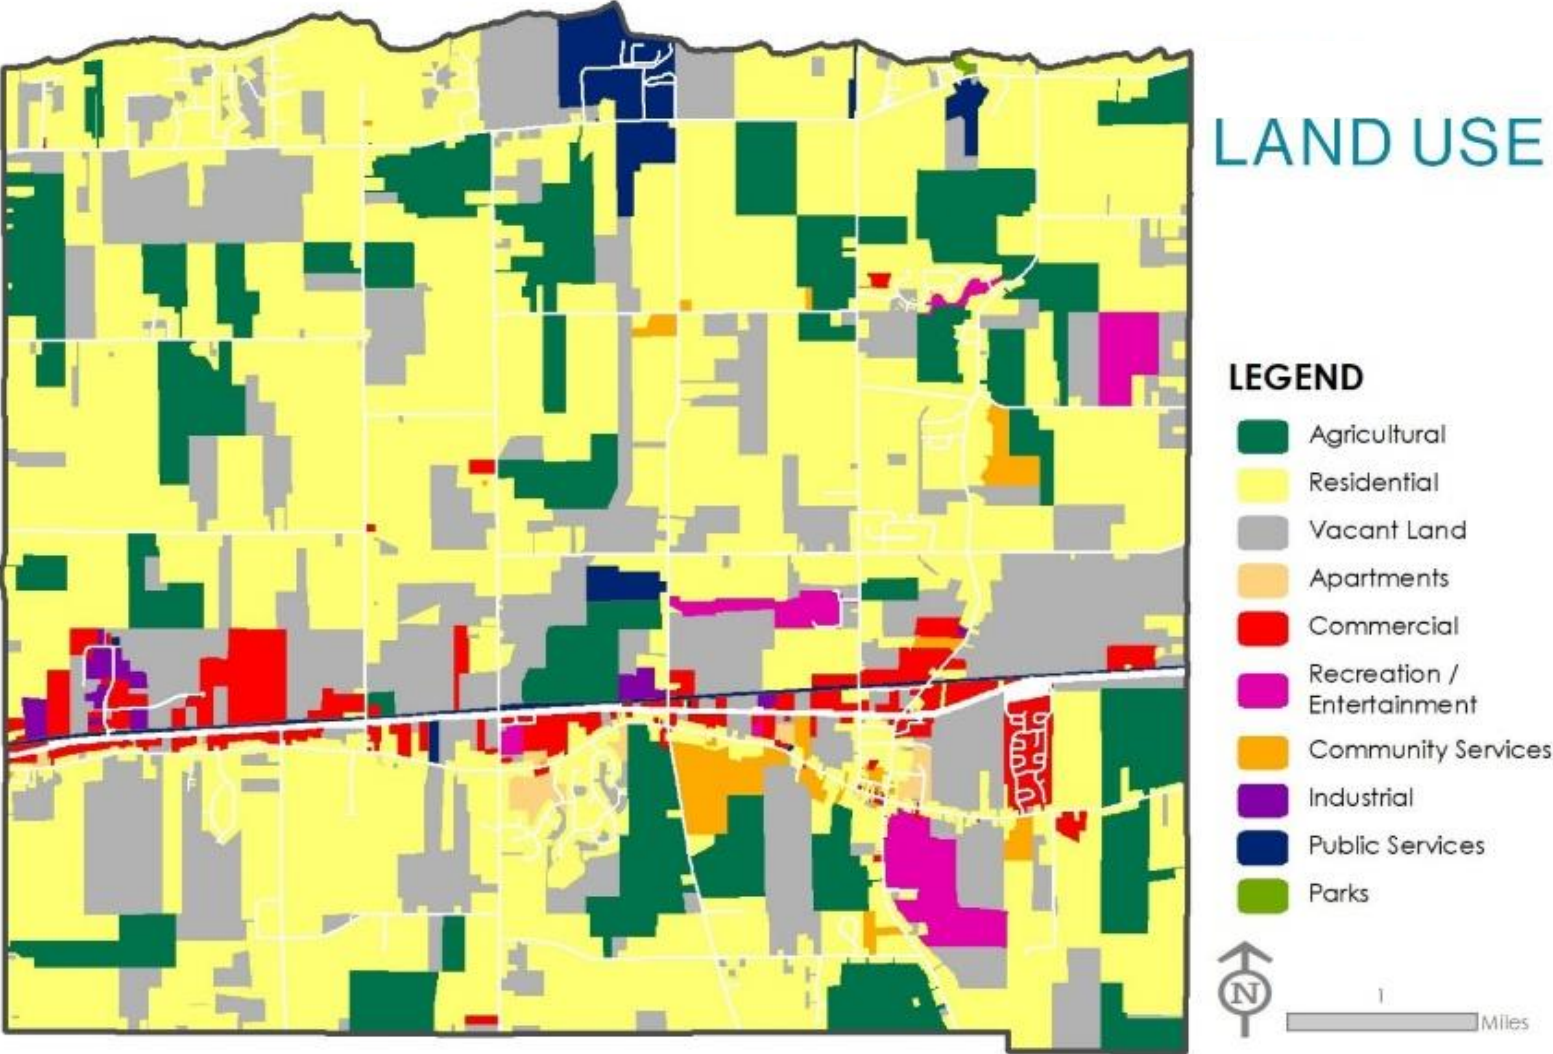 LAND USE
LEGEND
Agricultural
Residential
Vacant Land
Apartments
Commercial
Recreation /
Entertainment
Community Services
Industrial
Public Services
Parks
N
1
Miles